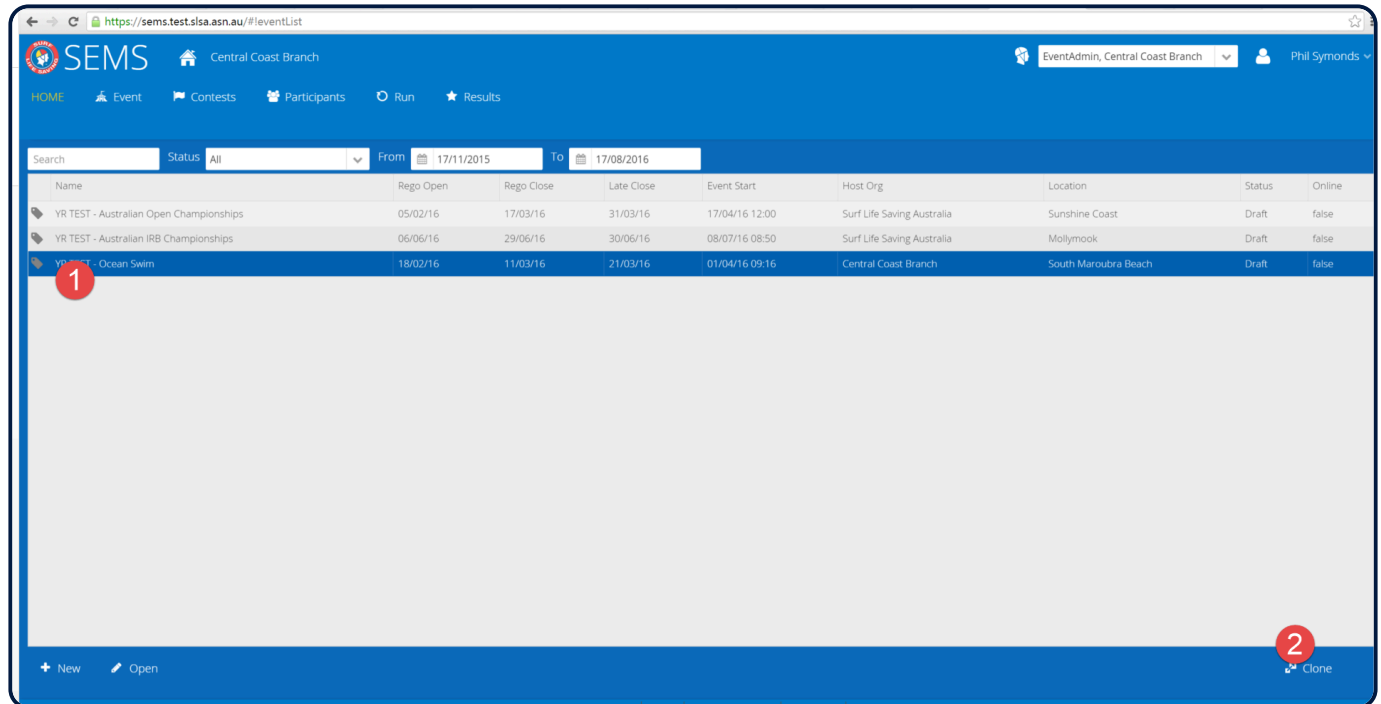 https://sems.test.slsa.asn.au/#!eventList
SURF LIFE SAVING SEMS Central Coast Branch EventAdmin, Central Coast Branch Phil Symonds
HOME Event Contests Participants Run Results
Search Status All From 17/11/2015 To 17/08/2016
Name Rego Open Rego Close Late Close Event Start Host Org Location Status Online
YR TEST - Australian Open Championships 05/02/16 17/03/16 31/03/16 17/04/16 12:00 Surf Life Saving Australia Sunshine Coast Draft false
YR TEST - Australian IRB Championships 06/06/16 29/06/16 30/06/16 08/07/16 08:50 Surf Life Saving Australia Mollymook Draft false
YR TEST - Ocean Swim 18/02/16 11/03/16 21/03/16 01/04/16 09:16 Central Coast Branch South Maroubra Beach Draft false
1
2
New Open Clone